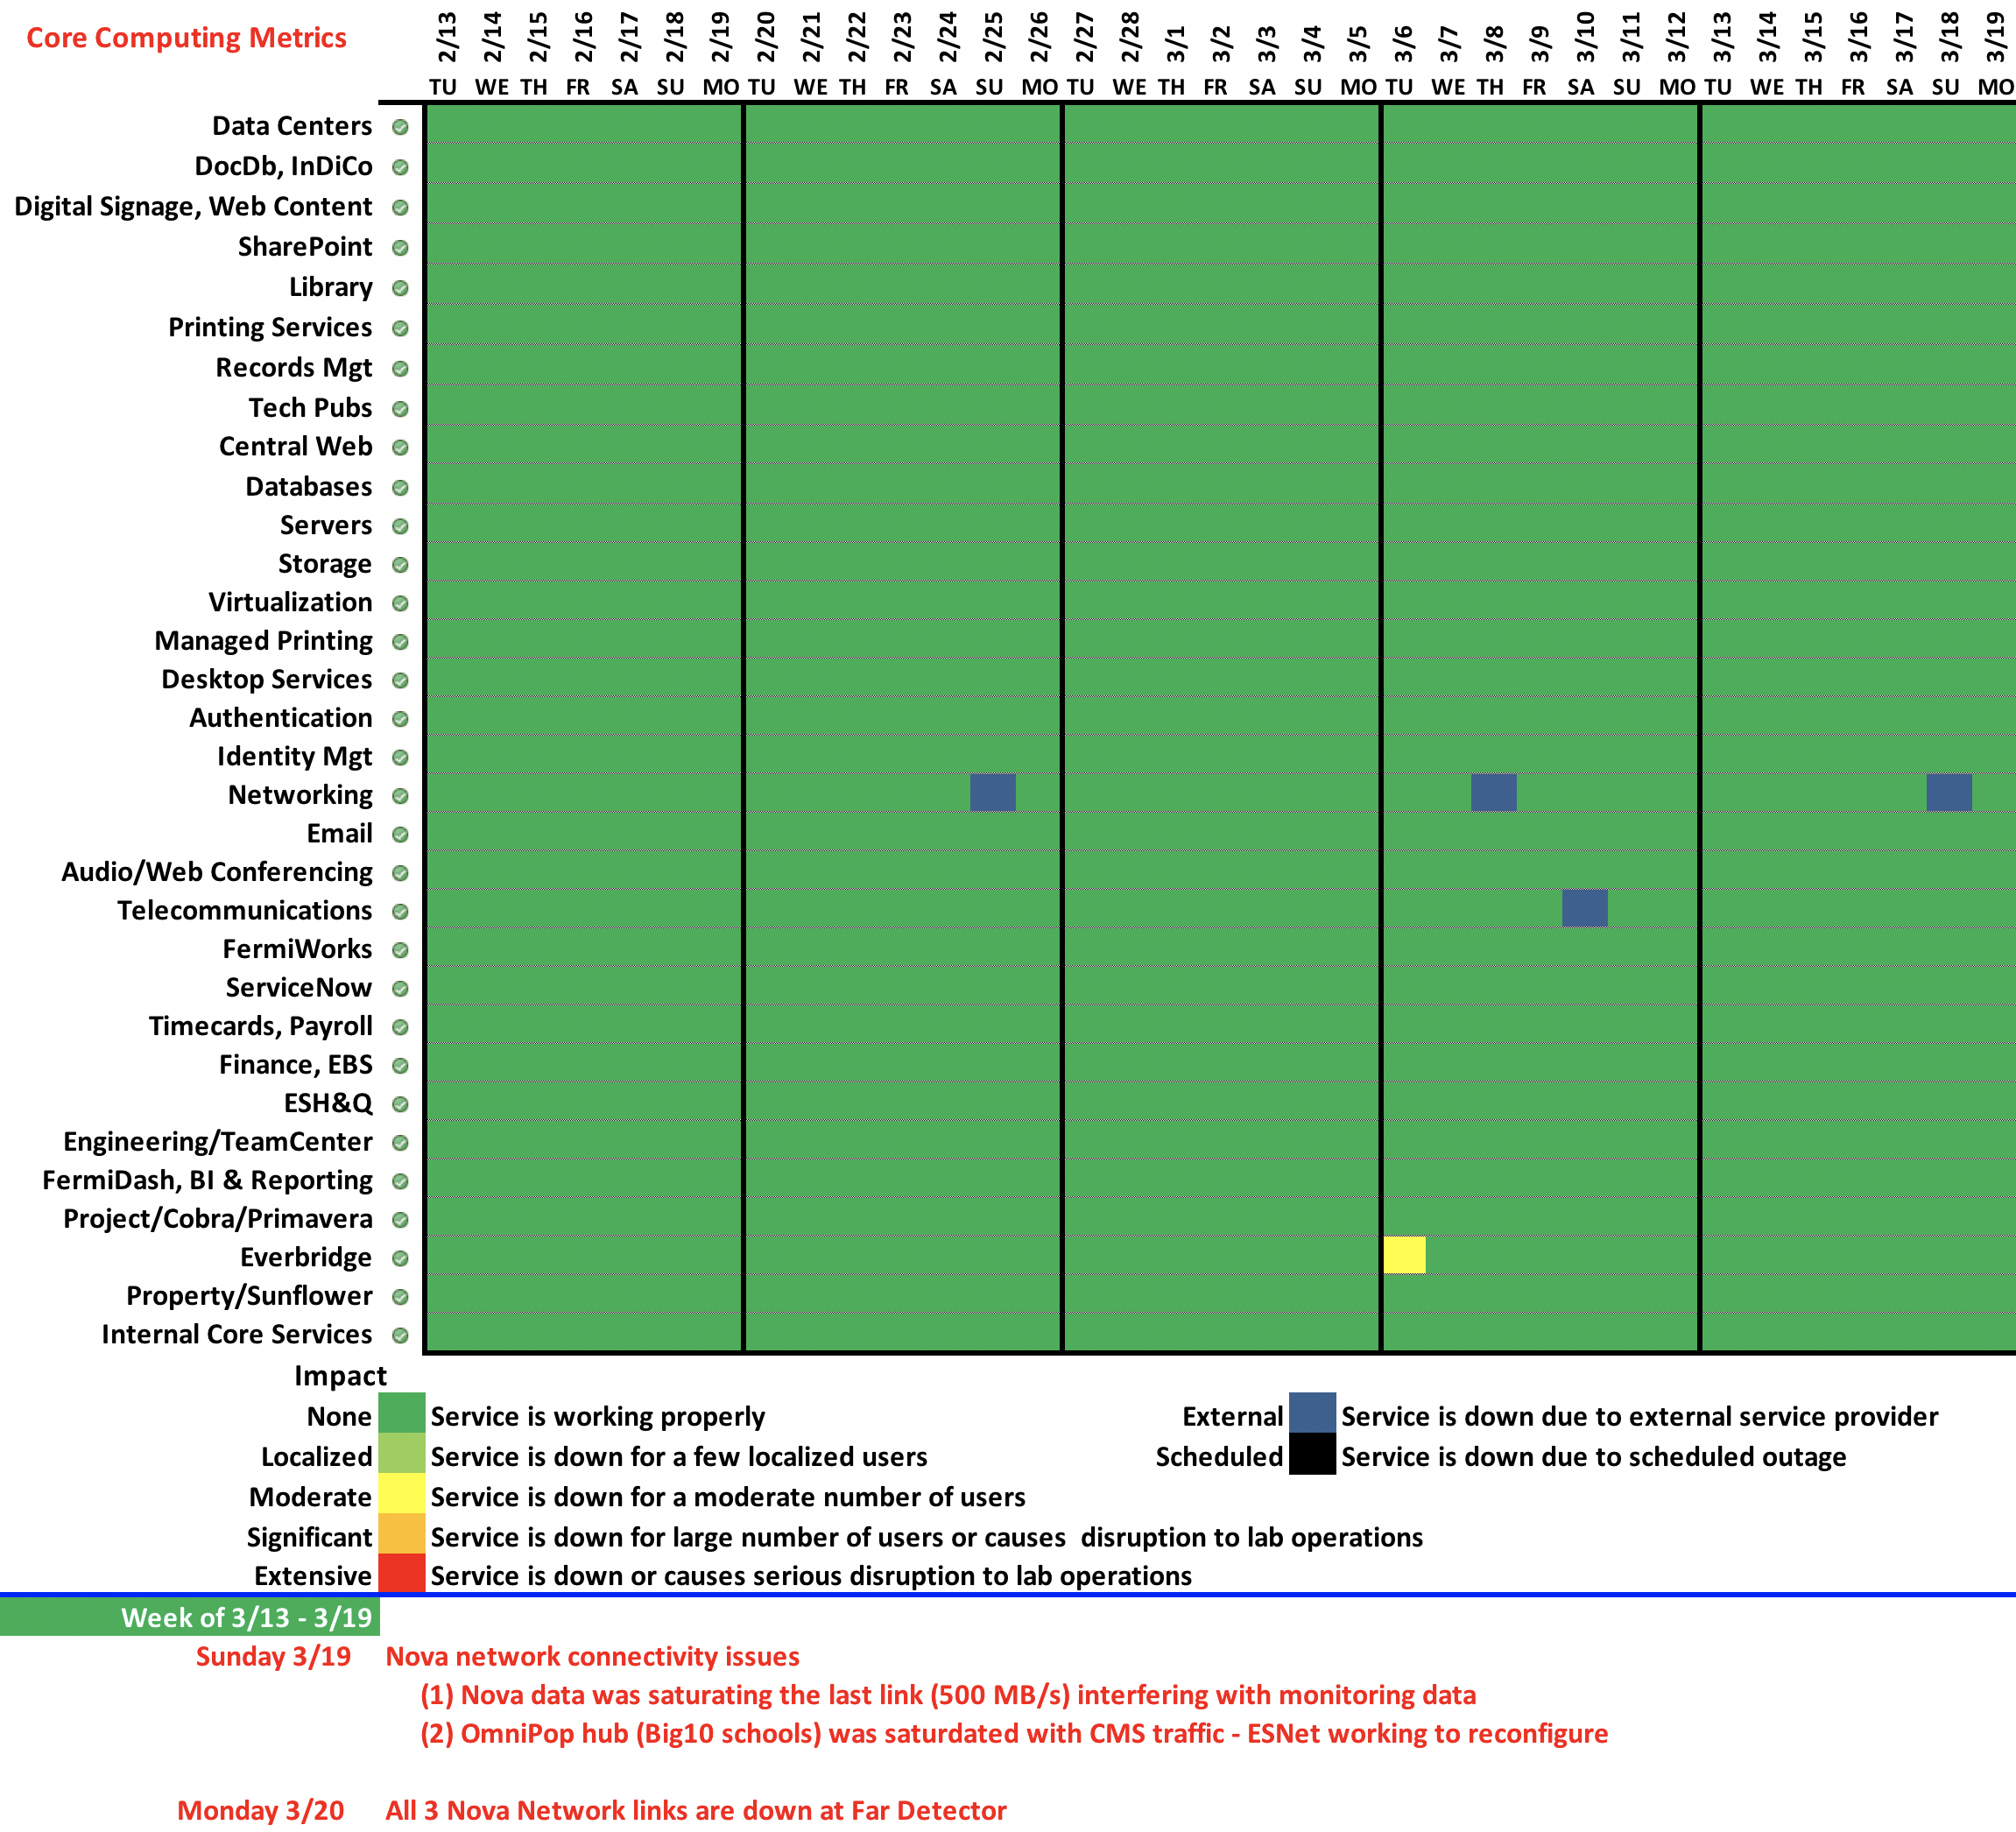 Core Computing Metrics
2/13 2/14 2/15 2/16 2/17 2/18 2/19 2/20 2/21 2/22 2/23 2/24 2/25 2/26 2/27 2/28 3/1 3/2 3/3 3/4 3/5 3/6 3/7 3/8 3/9 3/10 3/11 3/12 3/13 3/14 3/15 3/16 3/17 3/18 3/19
TU WE TH FR SA SU MO TU WE TH FR SA SU MO TU WE TH FR SA SU MO TU WE TH FR SA SU MO TU WE TH FR SA SU MO
Data Centers
DocDb, InDiCo
Digital Signage, Web Content
SharePoint
Library
Printing Services
Records Mgt
Tech Pubs
Central Web
Databases
Servers
Storage
Virtualization
Managed Printing
Desktop Services
Authentication
Identity Mgt
Networking
Email
Audio/Web Conferencing
Telecommunications
FermiWorks
ServiceNow
Timecards, Payroll
Finance, EBS
ESH&Q
Engineering/TeamCenter
FermiDash, BI & Reporting
Project/Cobra/Primavera
Everbridge
Property/Sunflower
Internal Core Services
Impact
None Service is working properly External Service is down due to external service provider
Localized Service is down for a few localized users Scheduled Service is down due to scheduled outage
Moderate Service is down for a moderate number of users
Significant Service is down for large number of users or causes  disruption to lab operations
Extensive Service is down or causes serious disruption to lab operations
Week of 3/13 - 3/19
Sunday 3/19 Nova network connectivity issues
(1) Nova data was saturating the last link (500 MB/s) interfering with monitoring data
(2) OmniPop hub (Big10 schools) was saturdated with CMS traffic - ESNet working to reconfigure
Monday 3/20 All 3 Nova Network links are down at Far Detector